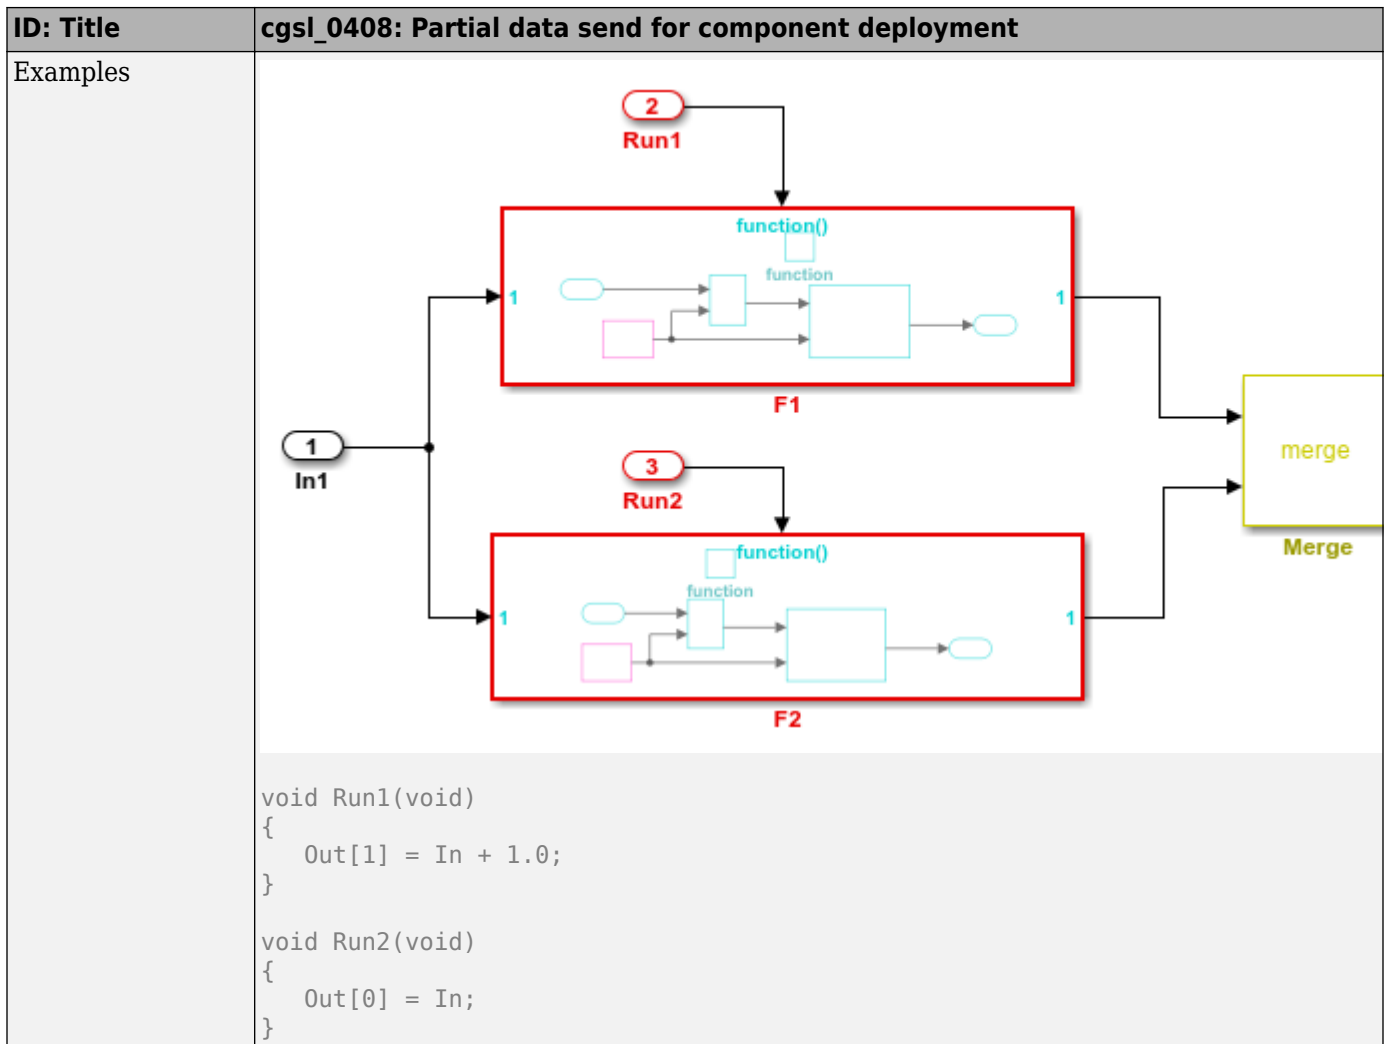 ID: Title
cgsl_0408: Partial data send for component deployment
Examples
2
Run1
function()
function
1
1
F1
1
In1
3
Run2
function()
function
1
1
F2
merge
Merge
void Run1(void)
{
   Out[1] = In + 1.0;
}
void Run2(void)
{
   Out[0] = In;
}